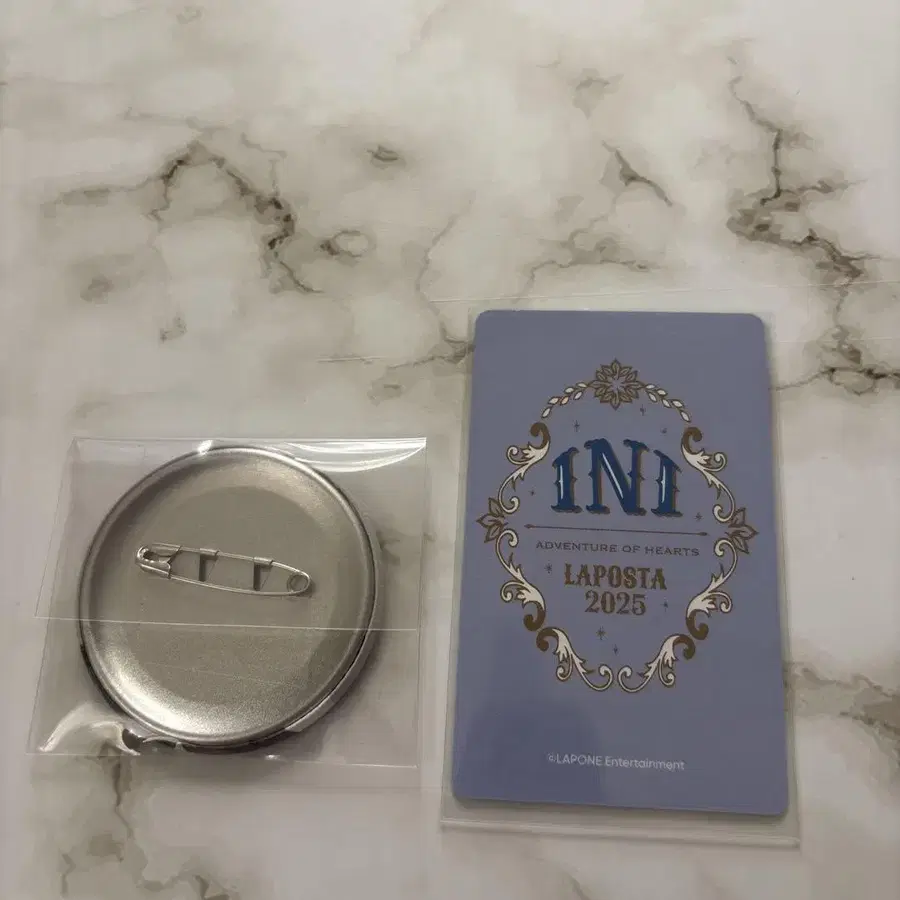 INI
ADVENTURE OF HEARTS
LAPOSTA
2025
©LAPONE Entertainment